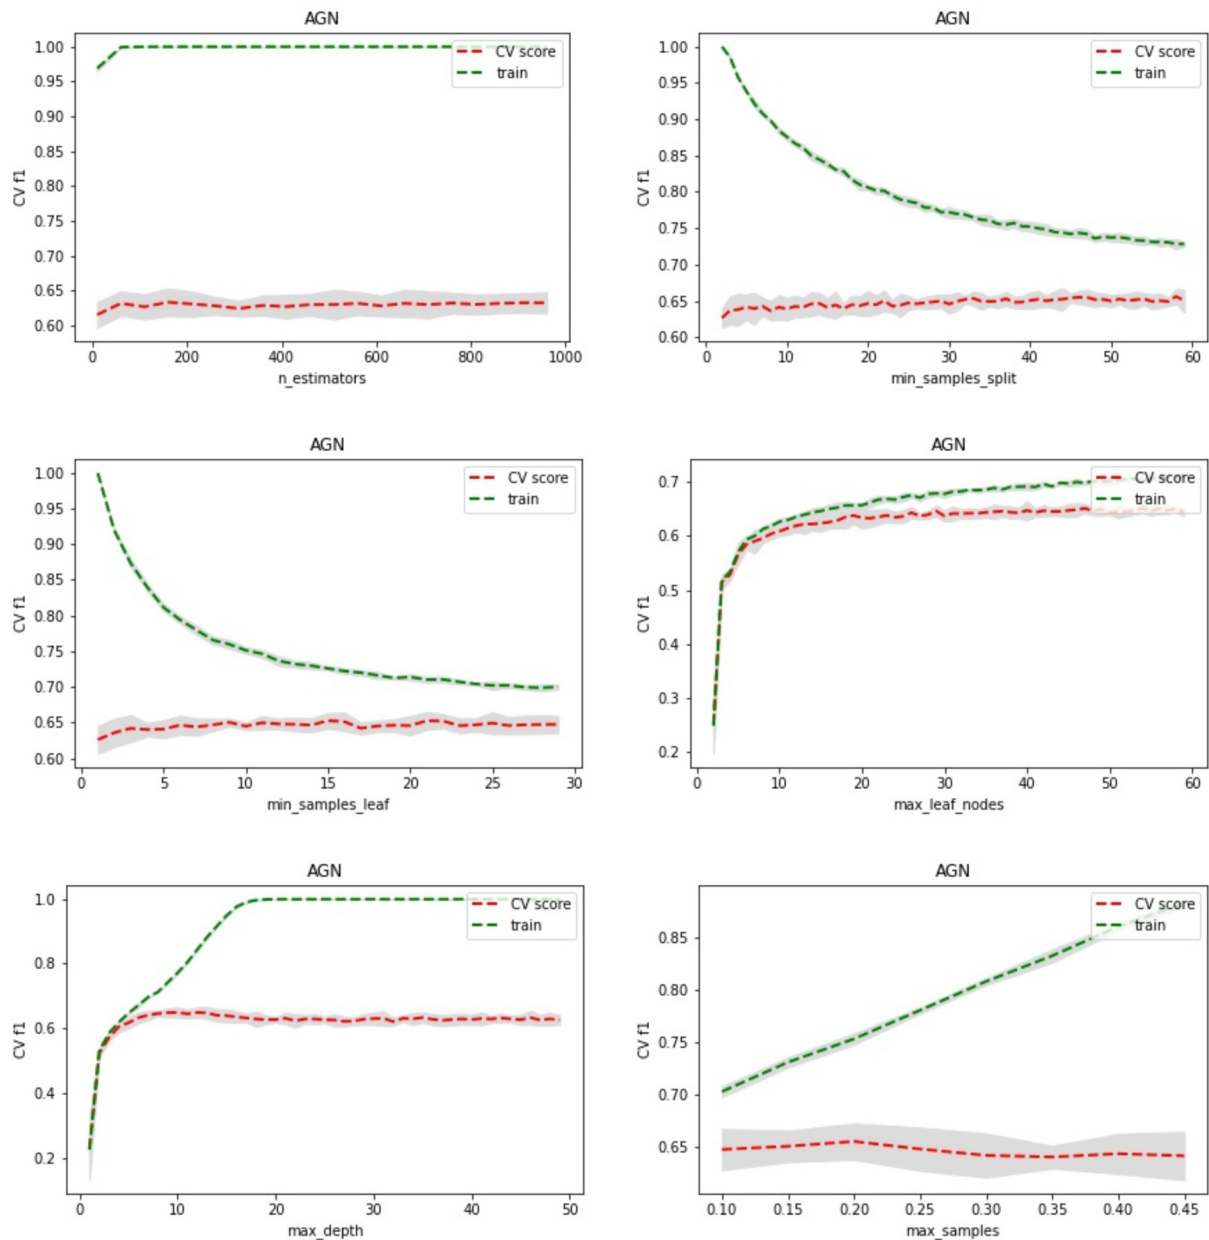 AGN
1.00
0.95
0.90
0.85
0.80
0.75
0.70
0.65
0.60
CV f1
CV score
train
0 200 400 600 800 1000
n_estimators
AGN
1.00
0.95
0.90
0.85
0.80
0.75
0.70
0.65
0.60
CV f1
CV score
train
0 10 20 30 40 50 60
min_samples_split
AGN
1.00
0.95
0.90
0.85
0.80
0.75
0.70
0.65
0.60
CV f1
CV score
train
0 5 10 15 20 25 30
min_samples_leaf
AGN
0.7
0.6
0.5
0.4
0.3
0.2
CV f1
CV score
train
0 10 20 30 40 50 60
max_leaf_nodes
AGN
1.0
0.8
0.6
0.4
0.2
CV f1
CV score
train
0 10 20 30 40 50
max_depth
AGN
0.85
0.80
0.75
0.70
0.65
CV f1
CV score
train
0.10 0.15 0.20 0.25 0.30 0.35 0.40 0.45
max_samples